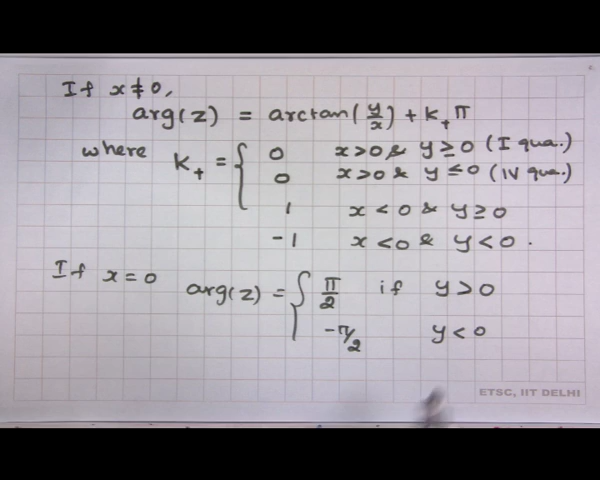 If x ≠ 0,
arg(z) = arctan(y/x) + K₊ π
where K₊ = { 0 x>0 & y ≥ 0 (I qua.)
0 x>0 & y ≤ 0 (IV qua.)
1 x < 0 & y ≥ 0
-1 x < 0 & y < 0 .
If x = 0 arg(z) = { π/2 if y > 0
-π/2 y < 0
ETSC, IIT DELHI